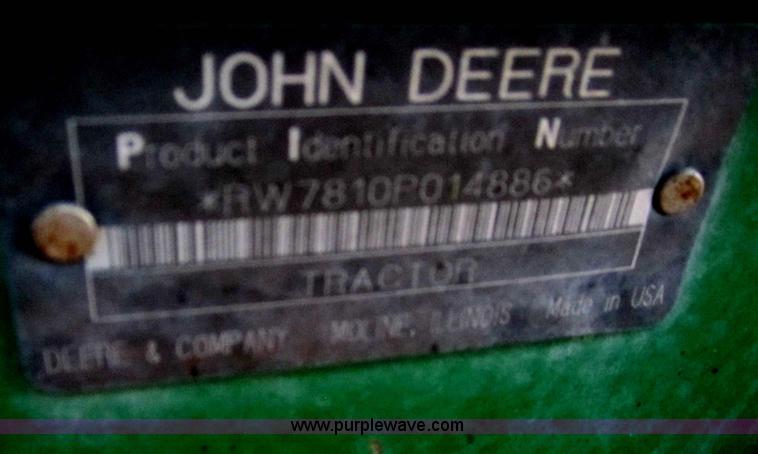 JOHN DEERE
Product Identification Number
*RW7810P014886*
TRACTOR
DEERE & COMPANY MOLINE, ILLINOIS Made in USA
www.purplewave.com